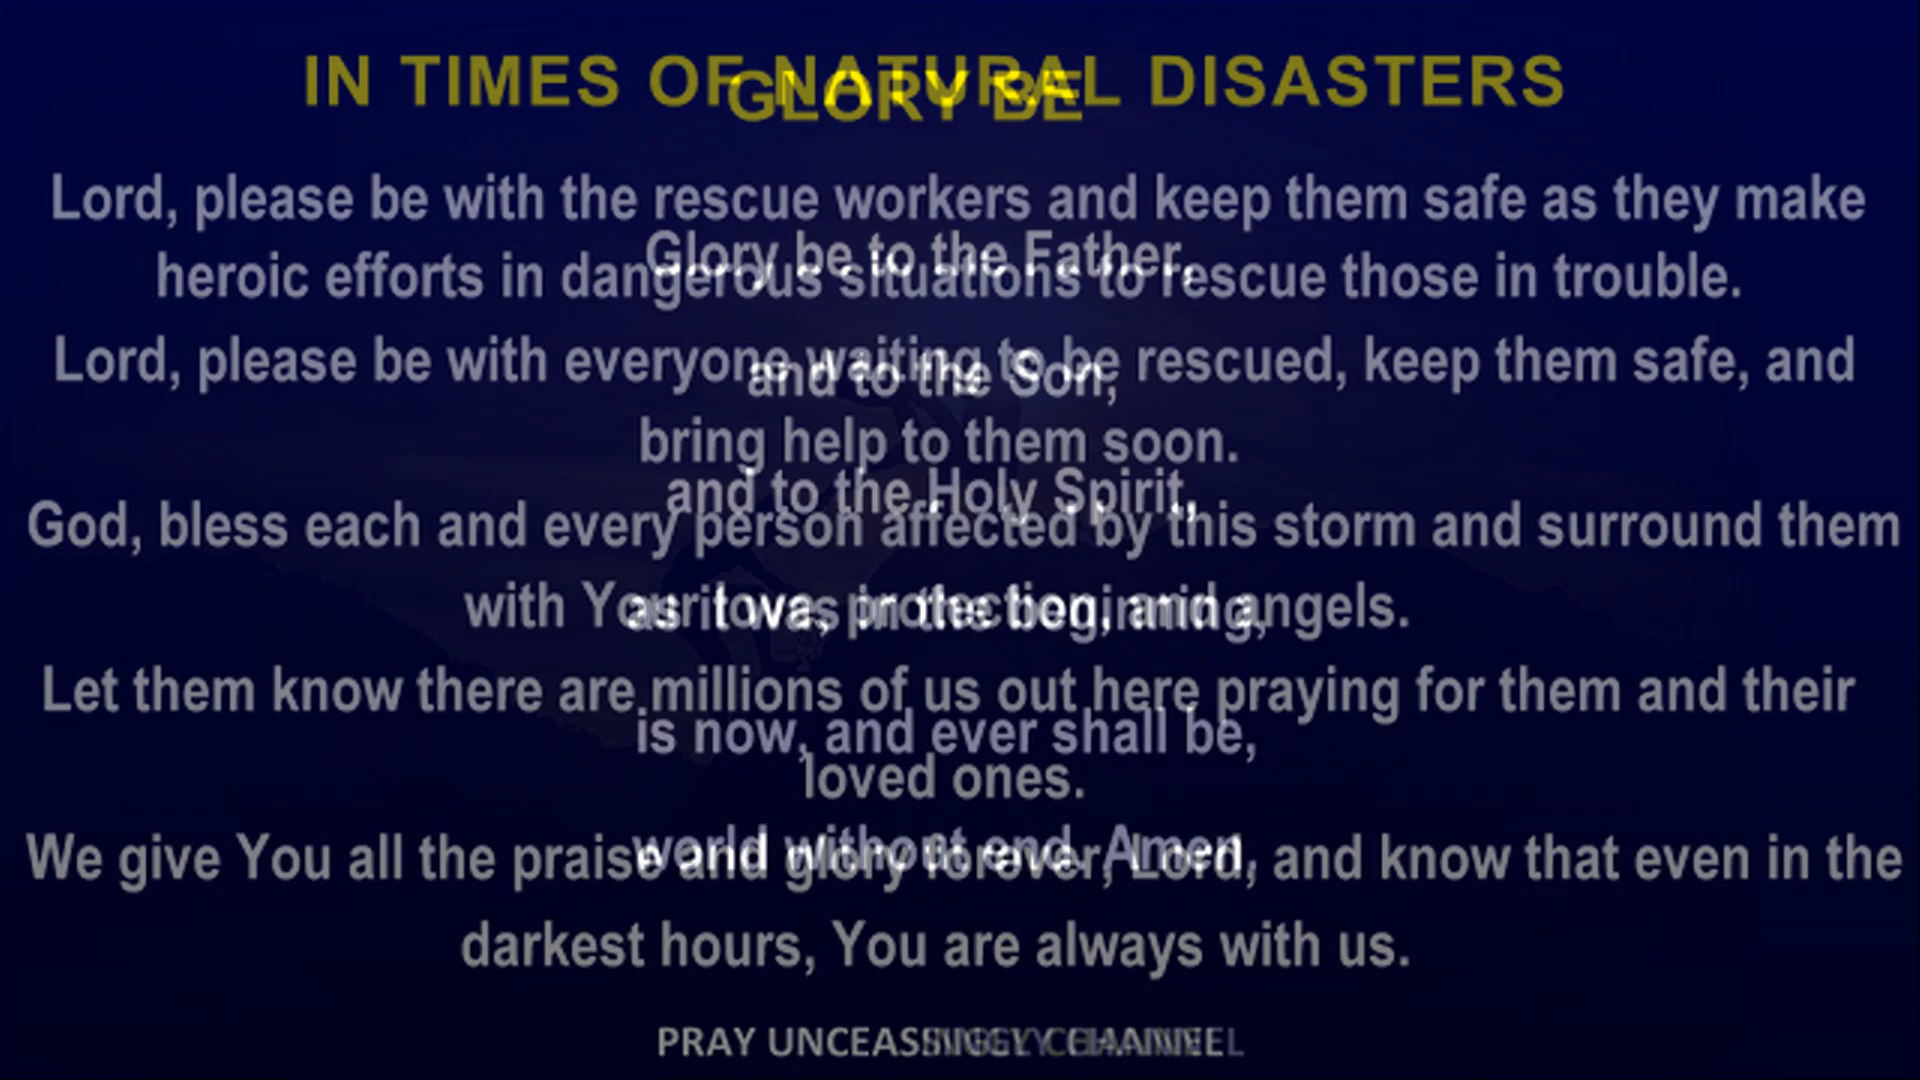 IN TIMES OF NATURAL DISASTERS
GLORY BE
Lord, please be with the rescue workers and keep them safe as they make
heroic efforts in dangerous situations to rescue those in trouble.
Lord, please be with everyone waiting to be rescued, keep them safe, and
bring help to them soon.
God, bless each and every person affected by this storm and surround them
with Your love, protection, and angels.
Let them know there are millions of us out here praying for them and their
loved ones.
We give You all the praise and glory forever, Lord, and know that even in the
darkest hours, You are always with us.
Glory be to the Father,
and to the Son,
and to the Holy Spirit,
as it was in the beginning,
is now, and ever shall be,
world without end. Amen.
PRAY UNCEASINGLY CHANNEL